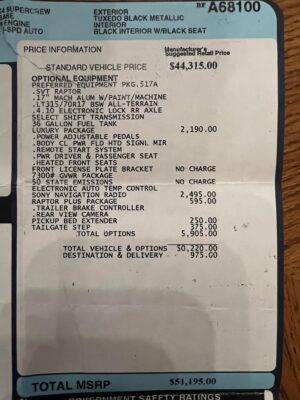 4 SUPERCREW
BASE
ENGINE
-SPD AUTO
EXTERIOR
TUXEDO BLACK METALLIC
INTERIOR
BLACK INTERIOR W/BLACK SEAT
BF A68100
PRICE INFORMATION
Manufacturer's Suggested Retail Price
STANDARD VEHICLE PRICE $44,315.00
OPTIONAL EQUIPMENT
PREFERRED EQUIPMENT PKG.517A
.SVT RAPTOR
.17" MACH ALUM W/PAINT/MACHINE
.LT315/70R17 BSW ALL-TERRAIN
.4.10 ELECTRONIC LOCK RR AXLE
SELECT SHIFT TRANSMISSION
36 GALLON FUEL TANK
LUXURY PACKAGE 2,190.00
.POWER ADJUSTABLE PEDALS
.BODY CL PWR FLD HTD SIGNL MIR
.REMOTE START SYSTEM
.PWR DRIVER & PASSENGER SEAT
.HEATED FRONT SEATS
FRONT LICENSE PLATE BRACKET NO CHARGE
7300# GVWR PACKAGE
50 STATE EMISSIONS NO CHARGE
ELECTRONIC AUTO TEMP CONTROL
SONY NAVIGATION RADIO 2,495.00
RAPTOR PLUS PACKAGE 595.00
.TRAILER BRAKE CONTROLLER
.REAR VIEW CAMERA
PICKUP BED EXTENDER 250.00
TAILGATE STEP 375.00
TOTAL OPTIONS 5,905.00
TOTAL VEHICLE & OPTIONS 50,220.00
DESTINATION & DELIVERY 975.00
TOTAL MSRP $51,195.00
GOVERNMENT SAFETY RATINGS